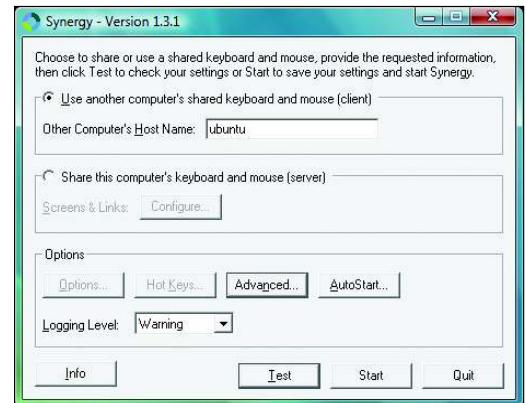 Synergy - Version 1.3.1
Choose to share or use a shared keyboard and mouse, provide the requested information,
then click Test to check your settings or Start to save your settings and start Synergy.
Use another computer's shared keyboard and mouse (client)
Other Computer's Host Name: ubuntu
Share this computer's keyboard and mouse (server)
Screens & Links: Configure...
Options
Options... Hot Keys... Advanced... AutoStart...
Logging Level: Warning
Info Test Start Quit